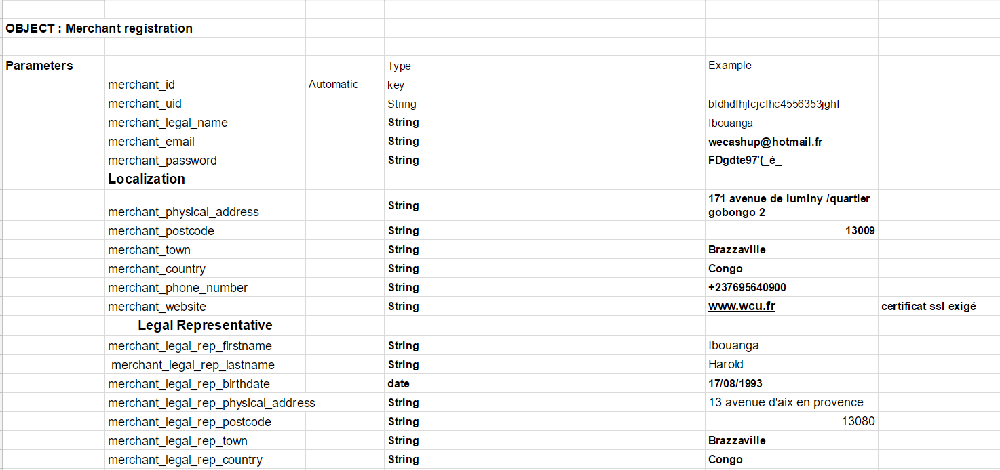 OBJECT : Merchant registration
Parameters Type Example
merchant_id Automatic key
merchant_uid String bfdhdfhjfcjcfhc4556353jghf
merchant_legal_name String Ibouanga
merchant_email String wecashup@hotmail.fr
merchant_password String FDgdte97'(_é_
Localization
merchant_physical_address String 171 avenue de luminy /quartier
gobongo 2
merchant_postcode String 13009
merchant_town String Brazzaville
merchant_country String Congo
merchant_phone_number String +237695640900
merchant_website String www.wcu.fr certificat ssl exigé
Legal Representative
merchant_legal_rep_firstname String Ibouanga
merchant_legal_rep_lastname String Harold
merchant_legal_rep_birthdate date 17/08/1993
merchant_legal_rep_physical_address String 13 avenue d'aix en provence
merchant_legal_rep_postcode String 13080
merchant_legal_rep_town String Brazzaville
merchant_legal_rep_country String Congo